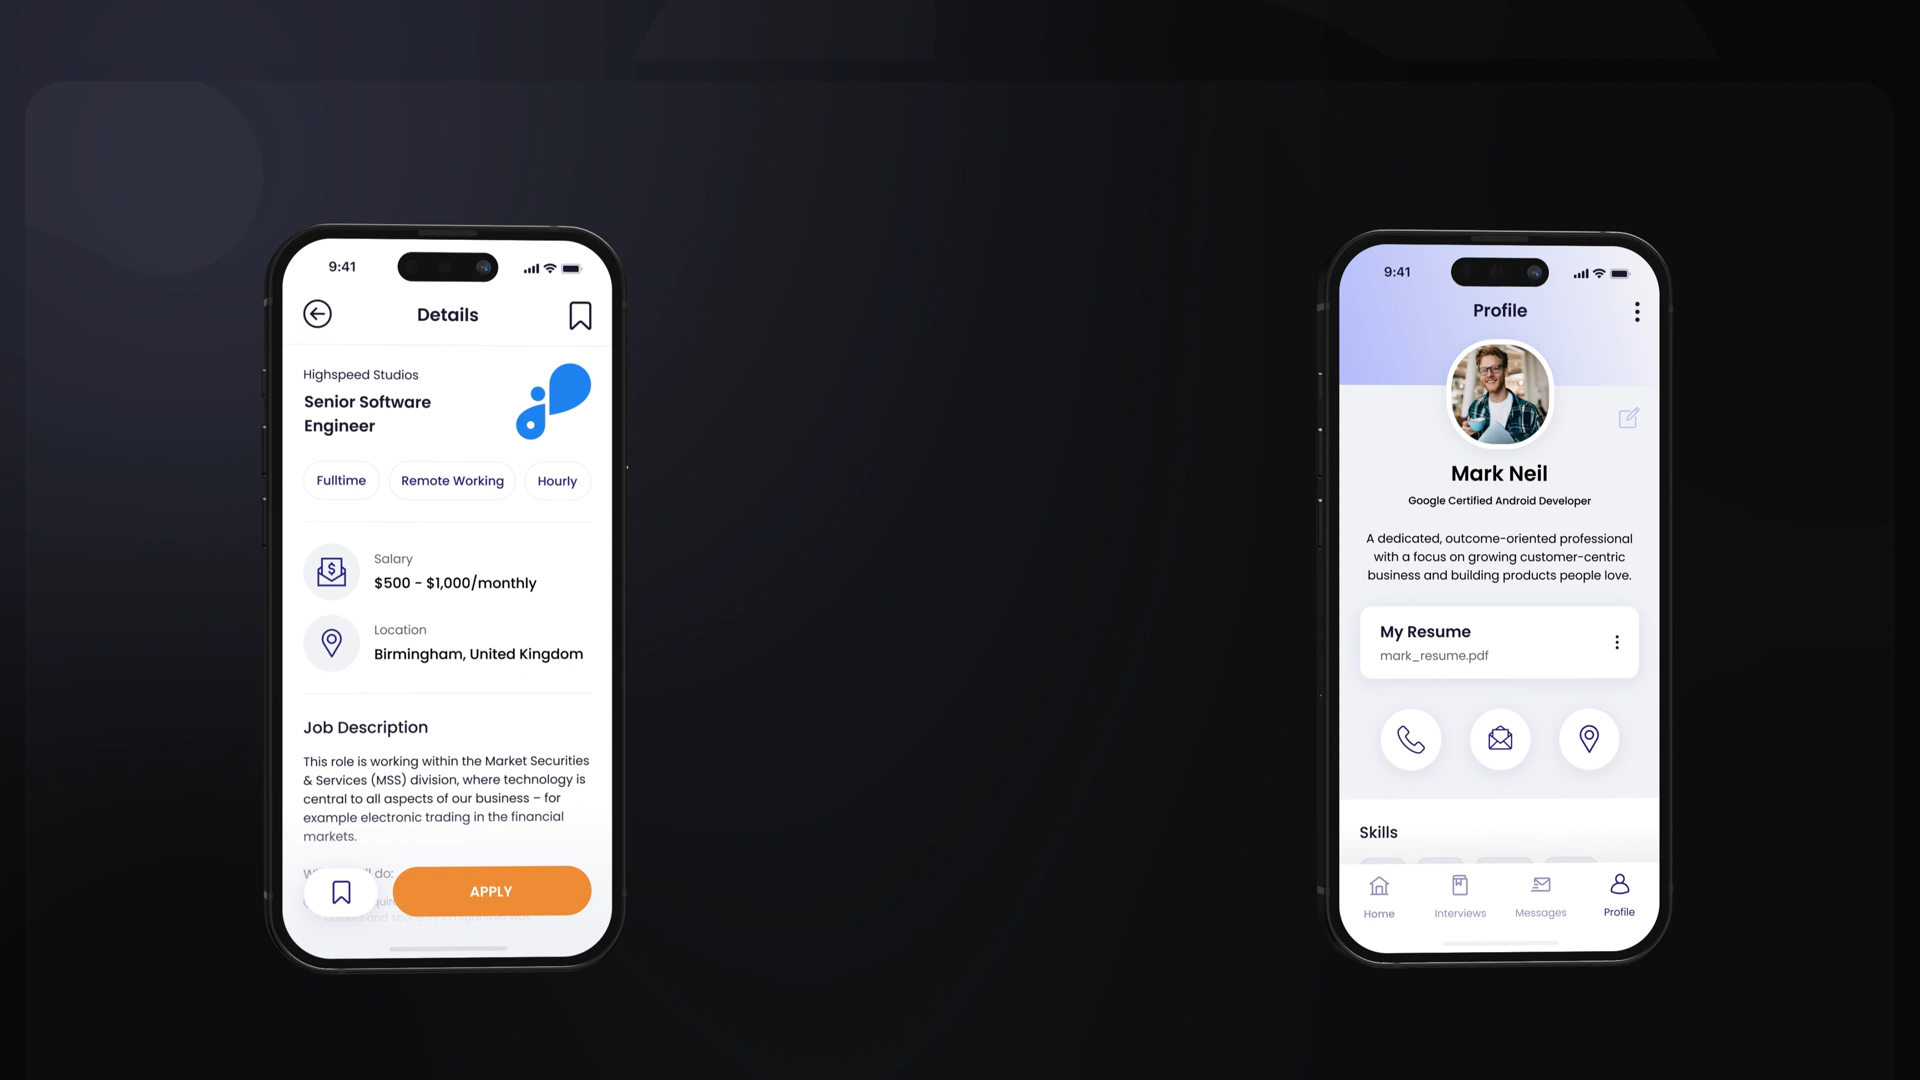 9:41
Details
Highspeed Studios
Senior Software
Engineer
Fulltime
Remote Working
Hourly
Salary
$500 - $1,000/monthly
Location
Birmingham, United Kingdom
Job Description
This role is working within the Market Securities
& Services (MSS) division, where technology is
central to all aspects of our business – for
example electronic trading in the financial
markets.
do:
APPLY
9:41
Profile
Mark Neil
Google Certified Android Developer
A dedicated, outcome-oriented professional
with a focus on growing customer-centric
business and building products people love.
My Resume
mark_resume.pdf
Skills
Home
Interviews
Messages
Profile